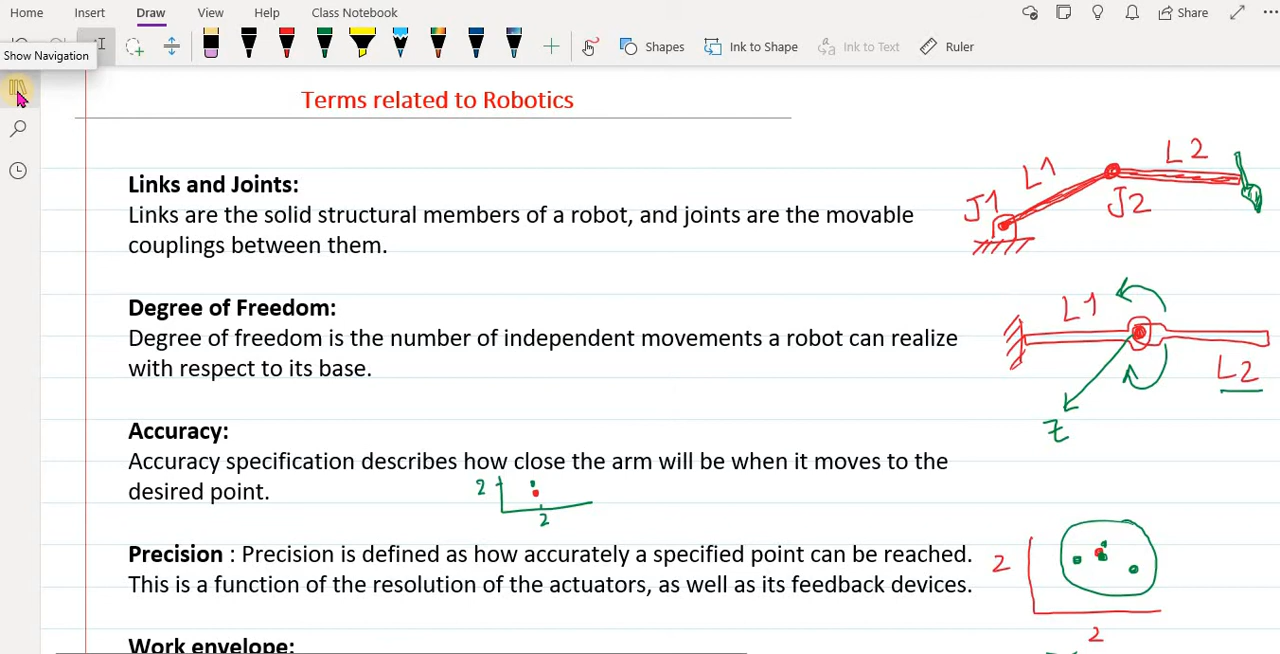 Home Insert Draw View Help Class Notebook Share
Show Navigation
Shapes Ink to Shape Ink to Text Ruler
Terms related to Robotics
Links and Joints:
Links are the solid structural members of a robot, and joints are the movable
couplings between them.
J1 L1 J2 L2
Degree of Freedom:
Degree of freedom is the number of independent movements a robot can realize
with respect to its base.
L1
L2
Z
Accuracy:
Accuracy specification describes how close the arm will be when it moves to the
desired point.
2
2
Precision : Precision is defined as how accurately a specified point can be reached.
This is a function of the resolution of the actuators, as well as its feedback devices.
2
2
Work envelope: